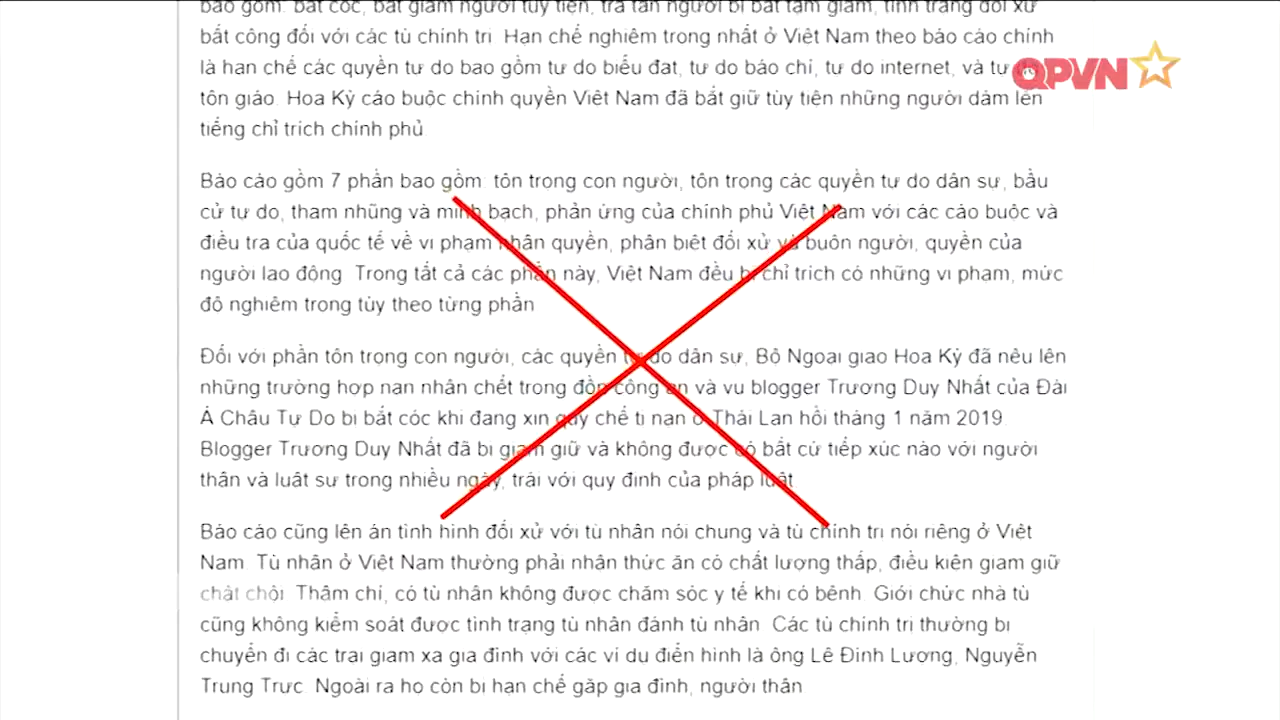 báo gồm: bắt cóc, bắt giam người tùy tiện, tra tấn người bị bắt tạm giam, tình trạng đối xử
bất công đối với các tù chính trị. Hạn chế nghiêm trọng nhất ở Việt Nam theo báo cáo chính
là hạn chế các quyền tự do bao gồm tự do biểu đạt, tự do báo chí, tự do internet, và tự do
QPVN
tôn giáo. Hoa Kỳ cáo buộc chính quyền Việt Nam đã bắt giữ tùy tiện những người dám lên
tiếng chỉ trích chính phủ.
Báo cáo gồm 7 phần bao gồm: tôn trọng con người, tôn trọng các quyền tự do dân sự, bầu
cử tự do, tham nhũng và minh bạch, phản ứng của chính phủ Việt Nam với các cáo buộc và
điều tra của quốc tế về vi phạm nhân quyền, phân biệt đối xử và buôn người, quyền của
người lao động. Trong tất cả các phần này, Việt Nam đều bị chỉ trích có những vi phạm, mức
độ nghiêm trọng tùy theo từng phần
Đối với phần tôn trọng con người, các quyền tự do dân sự, Bộ Ngoại giao Hoa Kỳ đã nêu lên
những trường hợp nạn nhân chết trong đồn công an và vụ blogger Trương Duy Nhất của Đài
Á Châu Tự Do bị bắt cóc khi đang xin quy chế tị nạn ở Thái Lan hồi tháng 1 năm 2019.
Blogger Trương Duy Nhất đã bị giam giữ và không được có bất cứ tiếp xúc nào với người
thân và luật sư trong nhiều ngày, trái với quy định của pháp luật
Báo cáo cũng lên án tình hình đối xử với tù nhân nói chung và tù chính trị nói riêng ở Việt
Nam. Tù nhân ở Việt Nam thường phải nhận thức ăn có chất lượng thấp, điều kiện giam giữ
chật chội. Thậm chí, có tù nhân không được chăm sóc y tế khi có bệnh. Giới chức nhà tù
cũng không kiểm soát được tình trạng tù nhân đánh tù nhân. Các tù chính trị thường bị
chuyển đi các trại giam xa gia đình với các ví dụ điển hình là ông Lê Đình Lượng, Nguyễn
Trung Trực. Ngoài ra họ còn bị hạn chế gặp gia đình, người thân